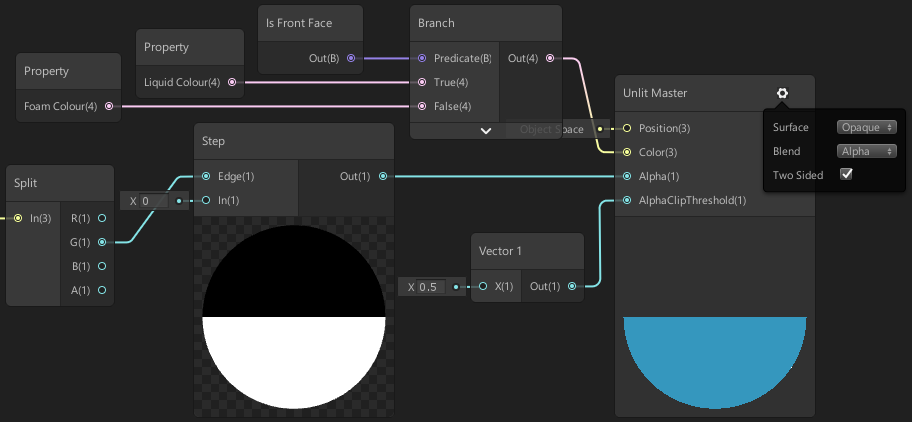 Is Front Face
Out(B)
Branch
Predicate(B)
Out(4)
True(4)
False(4)
Property
Liquid Colour(4)
Property
Foam Colour(4)
Object Space
Unlit Master
Position(3)
Color(3)
Alpha(1)
AlphaClipThreshold(1)
Surface
Opaque
Blend
Alpha
Two Sided
Step
Edge(1)
Out(1)
X 0
In(1)
Split
In(3)
R(1)
G(1)
B(1)
A(1)
Vector 1
X 0.5
X(1)
Out(1)